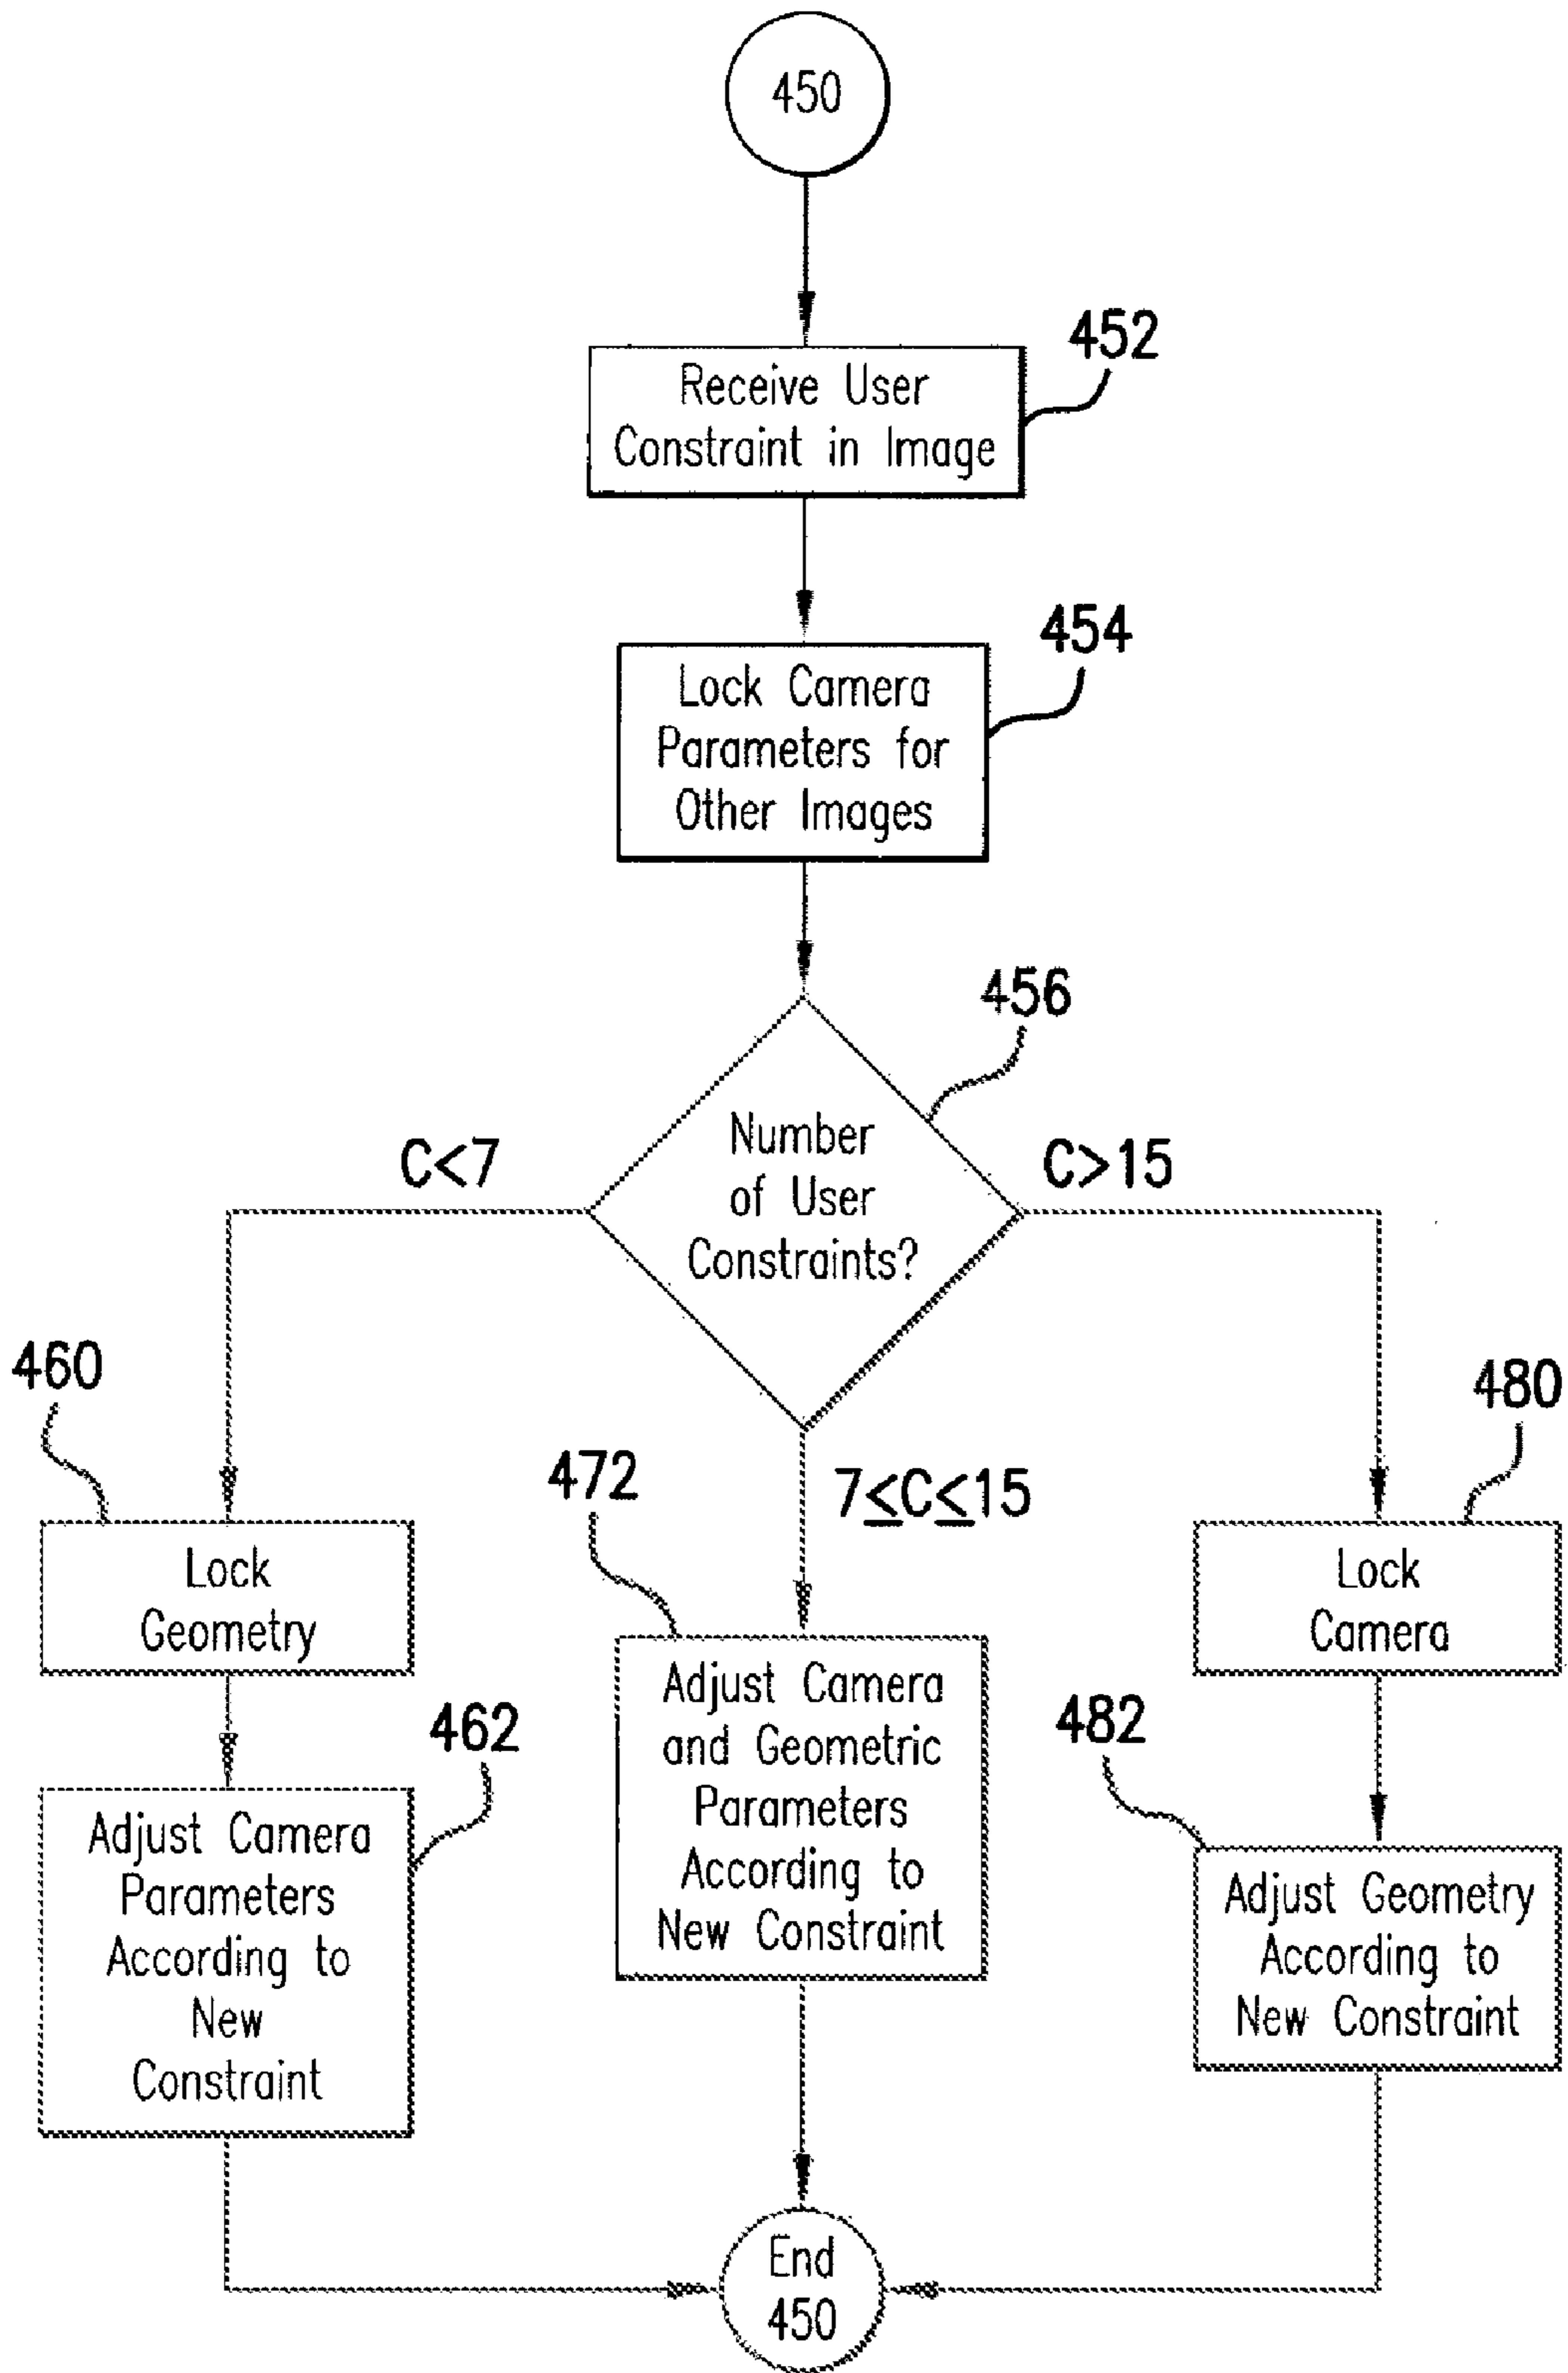 450
452
Receive User
Constraint in Image
454
Lock Camera
Parameters for
Other Images
456
Number
of User
Constraints?
C<7
C>15
7≤C≤15
460
Lock
Geometry
462
Adjust Camera
Parameters
According to
New
Constraint
472
Adjust Camera
and Geometric
Parameters
According to
New Constraint
480
Lock
Camera
482
Adjust Geometry
According to
New Constraint
End
450